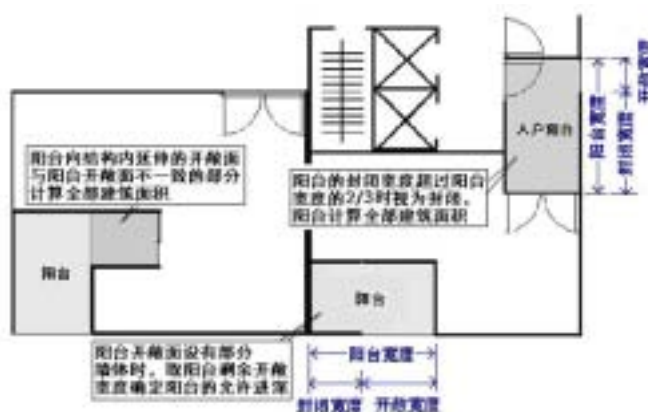 开敞宽度
阳台宽度
封闭宽度
入户阳台
阳台向结构内延伸的开敞面
与阳台开敞面不一致的部分
计算全部建筑面积
阳台的封闭宽度超过阳台
宽度的2/3时视为封闭。
阳台计算全部建筑面积
阳台
阳台
阳台开敞面设有部分
墙体时。取阳台剩余开敞
宽度确定阳台的允许进深
阳台宽度
封闭宽度
开敞宽度